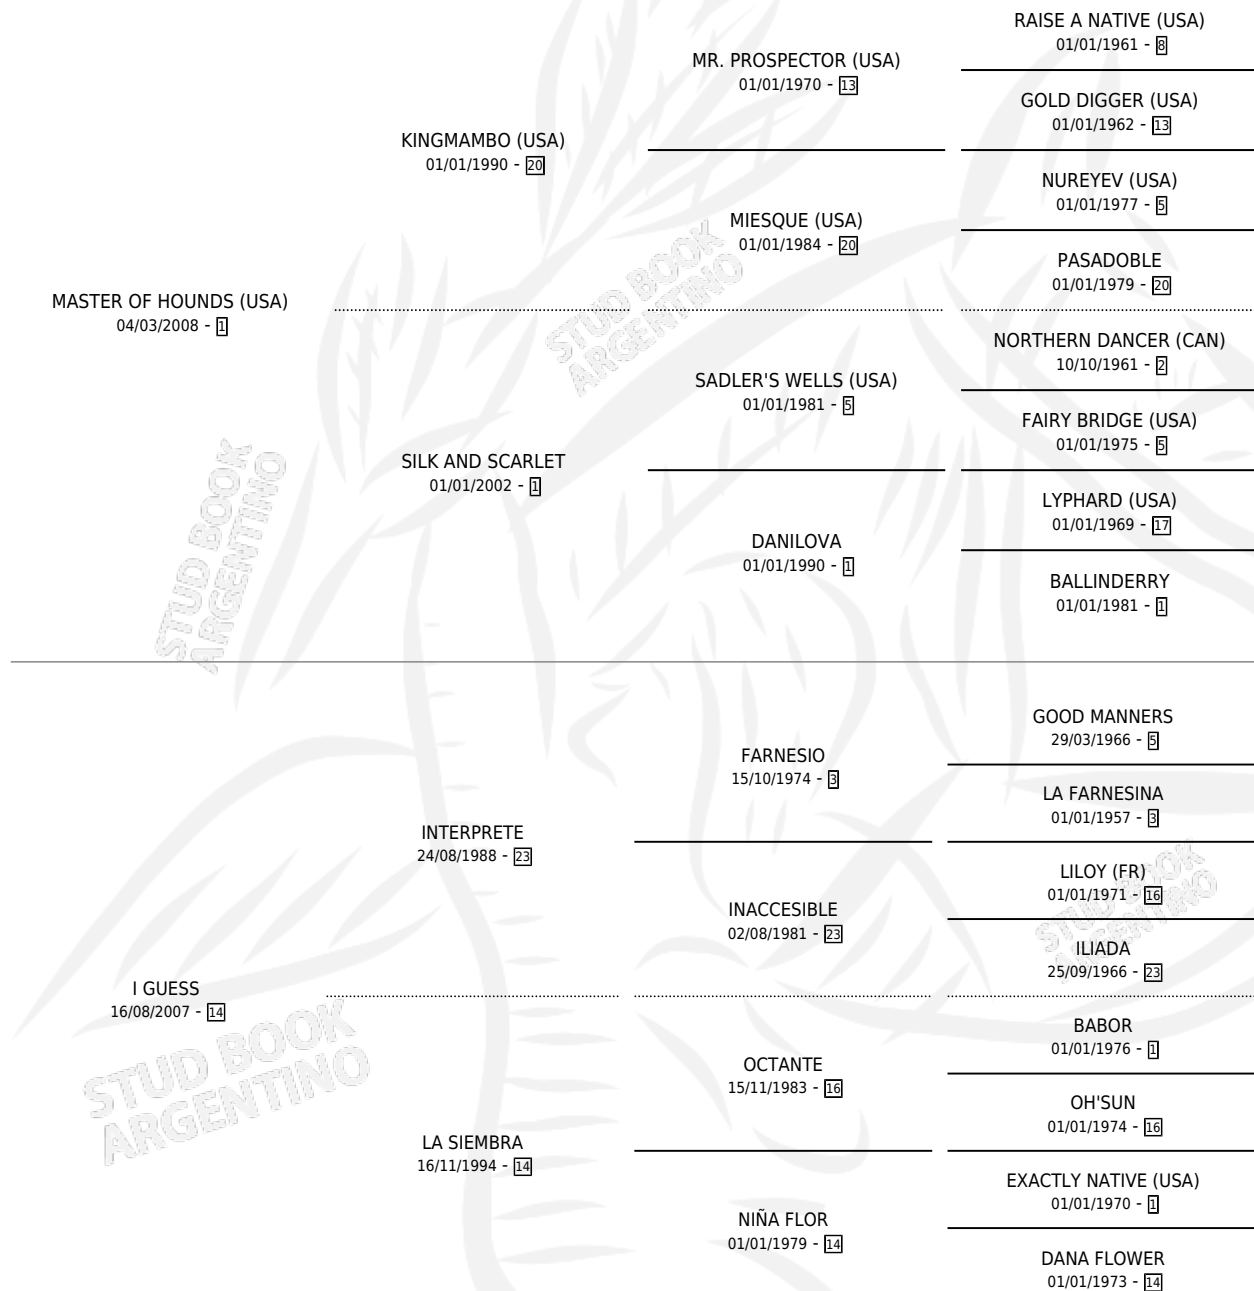 RAISE A NATIVE (USA)
01/01/1961 - 8
MR. PROSPECTOR (USA)
01/01/1970 - 13
GOLD DIGGER (USA)
01/01/1962 - 13
KINGMAMBO (USA)
01/01/1990 - 20
NUREYEV (USA)
01/01/1977 - 5
MIESQUE (USA)
01/01/1984 - 20
PASADOBLE
01/01/1979 - 20
MASTER OF HOUNDS (USA)
04/03/2008 - 1
NORTHERN DANCER (CAN)
10/10/1961 - 2
SADLER'S WELLS (USA)
01/01/1981 - 5
FAIRY BRIDGE (USA)
01/01/1975 - 5
SILK AND SCARLET
01/01/2002 - 1
LYPHARD (USA)
01/01/1969 - 17
DANILOVA
01/01/1990 - 1
BALLINDERRY
01/01/1981 - 1
GOOD MANNERS
29/03/1966 - 5
FARNESIO
15/10/1974 - 3
LA FARNESINA
01/01/1957 - 3
INTERPRETE
24/08/1988 - 23
LILOY (FR)
01/01/1971 - 16
INACCESIBLE
02/08/1981 - 23
ILIADA
25/09/1966 - 23
I GUESS
16/08/2007 - 14
BABOR
01/01/1976 - 1
OCTANTE
15/11/1983 - 16
OH'SUN
01/01/1974 - 16
LA SIEMBRA
16/11/1994 - 14
EXACTLY NATIVE (USA)
01/01/1970 - 1
NIÑA FLOR
01/01/1979 - 14
DANA FLOWER
01/01/1973 - 14
STUD BOOK
ARGENTINO
STUD BOOK
ARGENTINO
STUD BOOK
ARGENTINO
STUD BOOK
ARGENTINO